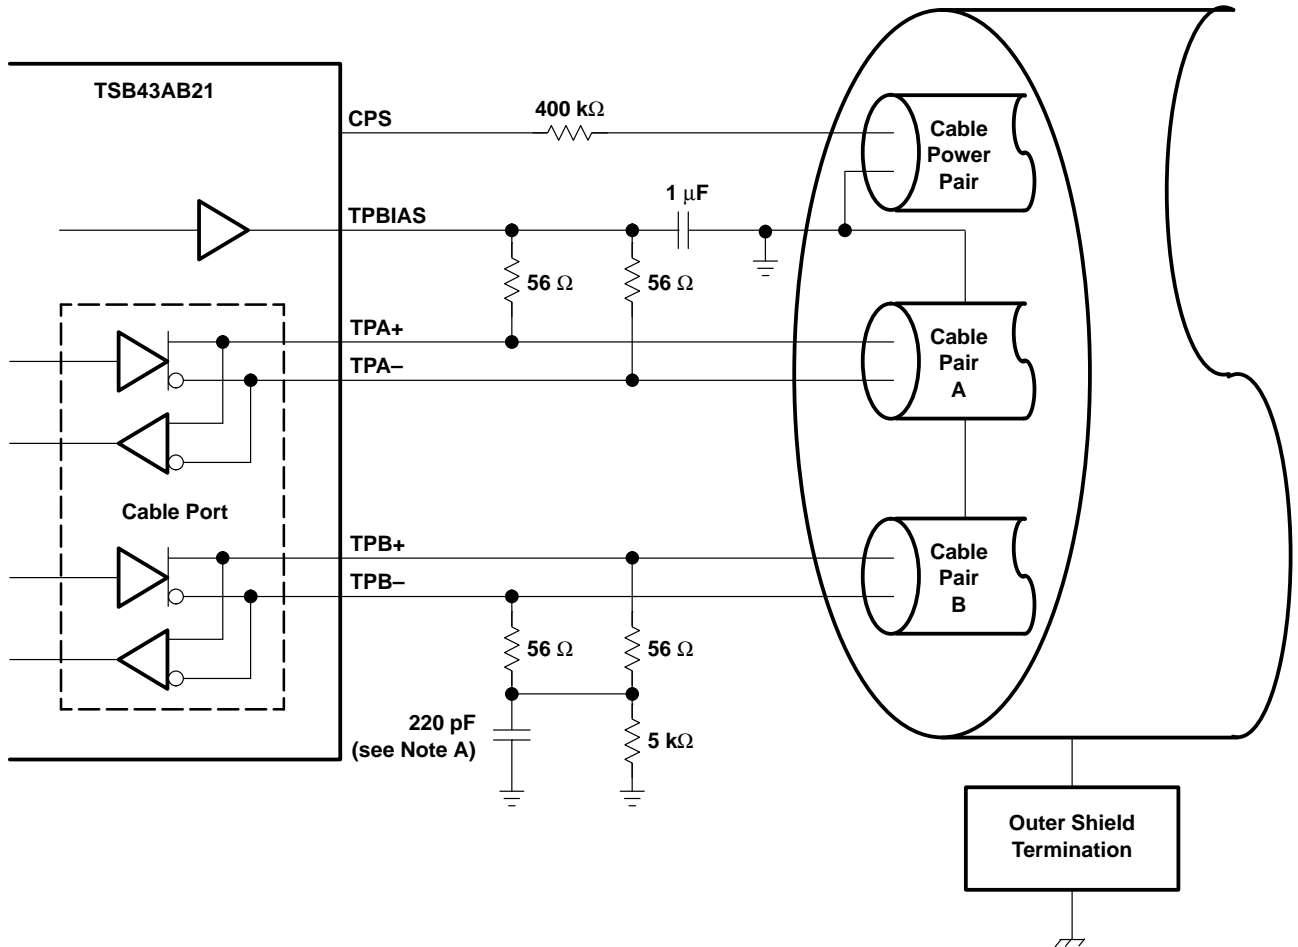 TSB43AB21
CPS
400 kΩ
Cable
Power
Pair
TPBIAS
1 μF
56 Ω
56 Ω
TPA+
TPA–
Cable
Pair
A
Cable Port
TPB+
TPB–
Cable
Pair
B
56 Ω
56 Ω
220 pF
(see Note A)
5 kΩ
Outer Shield
Termination